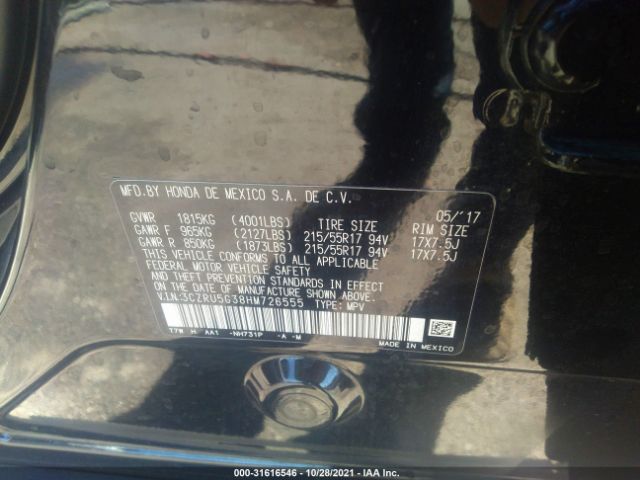 MFD.BY HONDA DE MEXICO S.A. DE C.V.
05/'17
GVWR 1815KG (4001LBS) TIRE SIZE RIM SIZE
GAWR F 965KG (2127LBS) 215/55R17 94V 17X7.5J
GAWR R 850KG (1873LBS) 215/55R17 94V 17X7.5J
THIS VEHICLE CONFORMS TO ALL APPLICABLE
FEDERAL MOTOR VEHICLE SAFETY
AND THEFT PREVENTION STANDARDS IN EFFECT
ON THE DATE OF MANUFACTURE SHOWN ABOVE.
V.I.N:3CZRU5G38HM726555 TYPE: MPV
T7W H AA1 -NH731P -A -M
MADE IN MEXICO
000-31616546 - 10/28/2021 - IAA Inc.